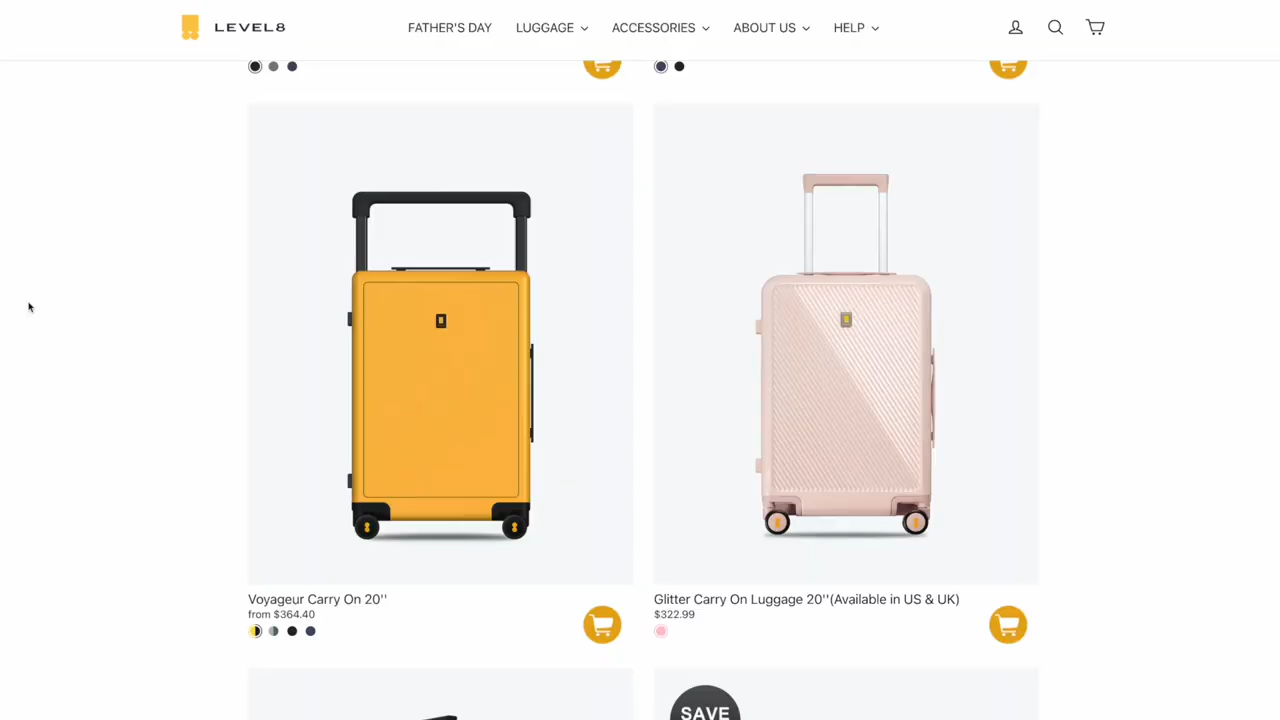 LEVEL8
FATHER'S DAY LUGGAGE ACCESSORIES ABOUT US HELP
Voyageur Carry On 20''
from $364.40
Glitter Carry On Luggage 20''(Available in US & UK)
$322.99
SAVE